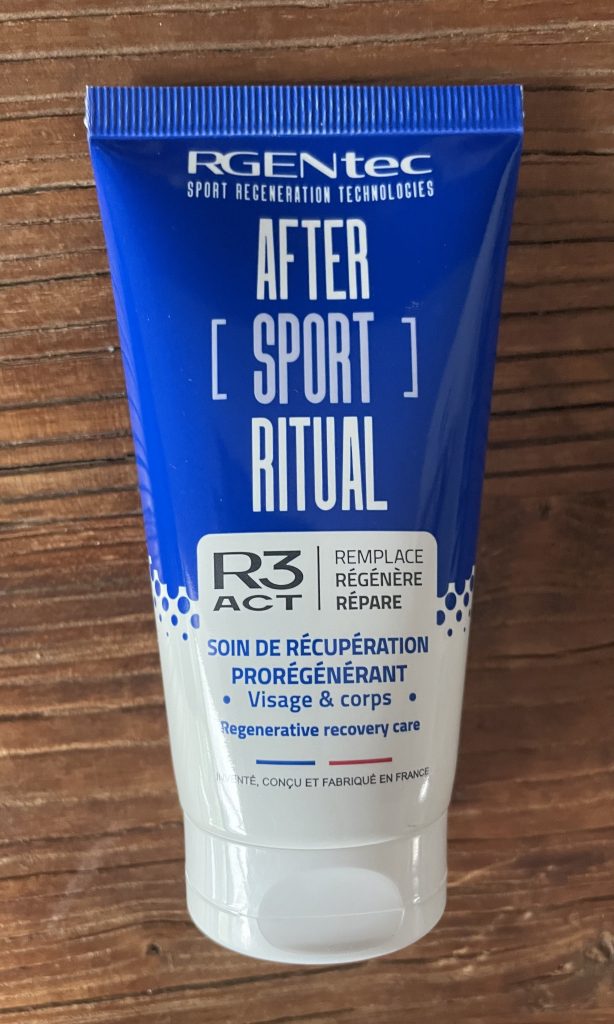 RGENtec
SPORT REGENERATION TECHNOLOGIES
AFTER
[ SPORT ]
RITUAL
R3
ACT
REMPLACE
RÉGÉNÈRE
RÉPARE
SOIN DE RÉCUPÉRATION
PRORÉGÉNÉRANT
• Visage & corps •
Regenerative recovery care
INVENTÉ, CONÇU ET FABRIQUÉ EN FRANCE